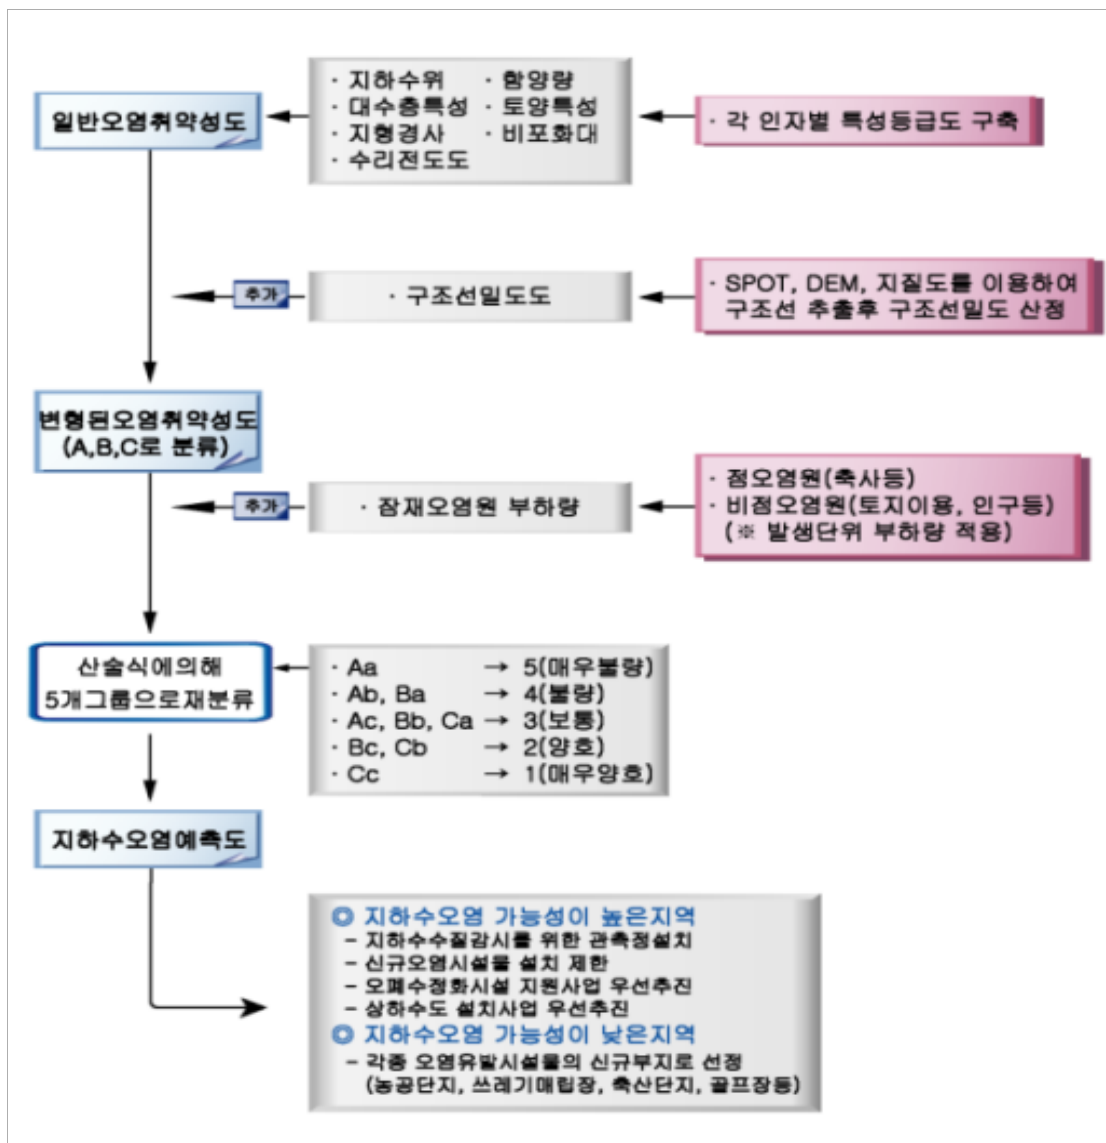 일반오염취약성도
· 지하수위 · 함양량
· 대수층특성 · 토양특성
· 지형경사 · 비포화대
· 수리전도도
· 각 인자별 특성등급도 구축
추가
· 구조선밀도도
· SPOT, DEM, 지질도를 이용하여
구조선 추출후 구조선밀도 산정
변형된오염취약성도
(A,B,C로 분류)
추가
· 잠재오염원 부하량
· 점오염원(축사등)
· 비점오염원(토지이용, 인구등)
(※ 발생단위 부하량 적용)
산술식에의해
5개그룹으로재분류
· Aa → 5(매우불량)
· Ab, Ba → 4(불량)
· Ac, Bb, Ca → 3(보통)
· Bc, Cb → 2(양호)
· Cc → 1(매우양호)
지하수오염예측도
◎ 지하수오염 가능성이 높은지역
– 지하수수질감시를 위한 관측정설치
– 신규오염시설물 설치 제한
– 오폐수정화시설 지원사업 우선추진
– 상하수도 설치사업 우선추진
◎ 지하수오염 가능성이 낮은지역
– 각종 오염유발시설물의 신규부지로 선정
(농공단지, 쓰레기매립장, 축산단지, 골프장등)